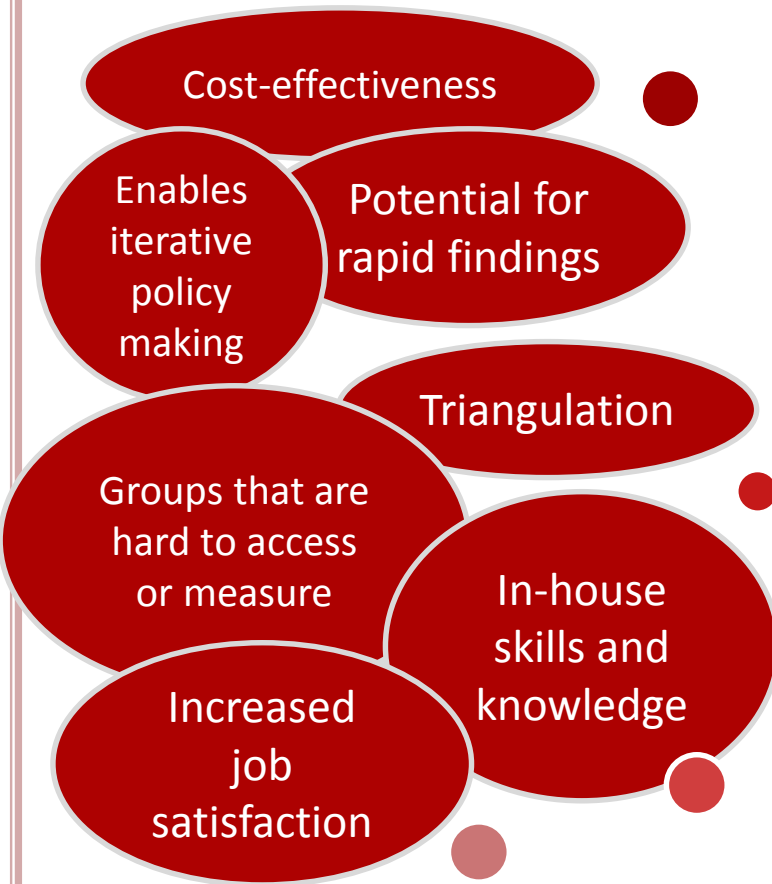 Cost-effectiveness
Enables
iterative
policy
making
Potential for
rapid findings
Triangulation
Groups that are
hard to access
or measure
In-house
skills and
knowledge
Increased
job
satisfaction